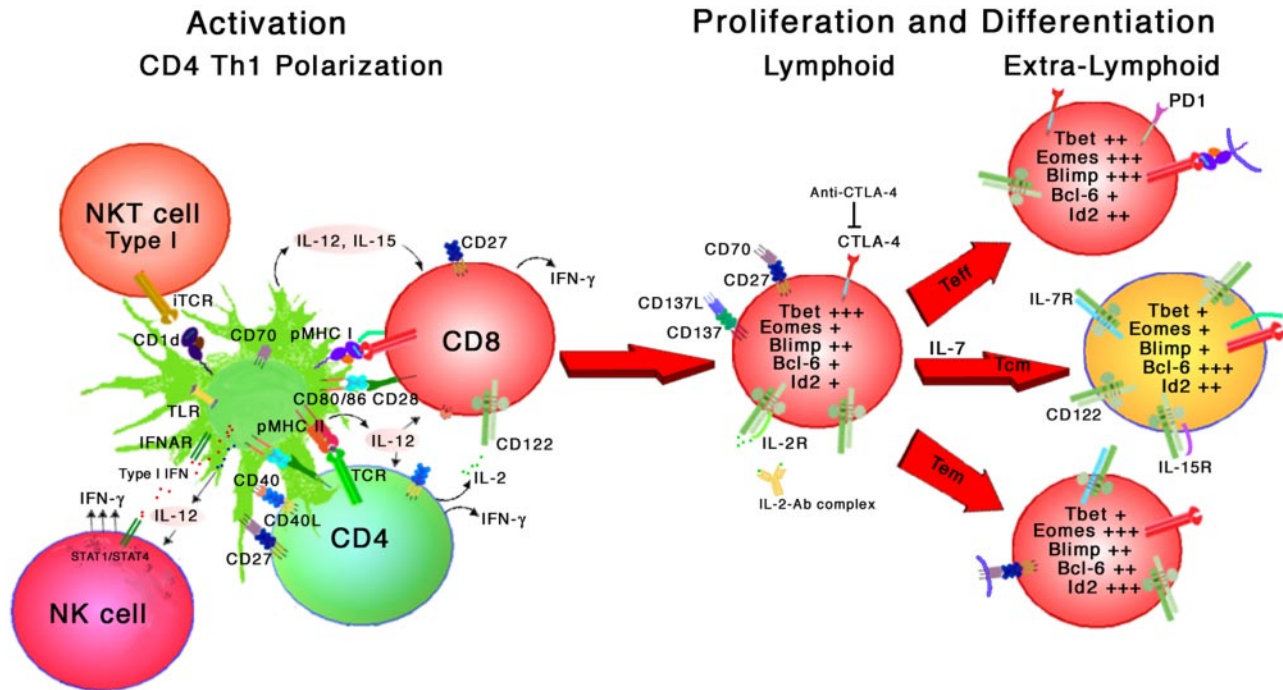 Activation
CD4 Th1 Polarization
Proliferation and Differentiation
Lymphoid
Extra-Lymphoid
NKT cell
Type I
iTCR
CD1d
CD70
TLR
IFNAR
Type I IFN
IL-12
IFN-γ
STAT1/STAT4
NK cell
IL-12, IL-15
CD27
IFN-γ
pMHC I
CD8
CD80/86 CD28
pMHC II
IL-12
CD122
TCR
IL-2
IFN-γ
CD40
CD40L
CD27
CD4
Anti-CTLA-4
CTLA-4
CD70
CD27
CD137L
CD137
Tbet +++
Eomes +
Blimp ++
Bcl-6 +
Id2 +
IL-2R
IL-2-Ab complex
Teff
IL-7
Tcm
Tem
PD1
Tbet ++
Eomes +++
Blimp +++
Bcl-6 +
Id2 ++
IL-7R
Tbet +
Eomes +
Blimp +
Bcl-6 +++
Id2 ++
CD122
IL-15R
Tbet +
Eomes +++
Blimp ++
Bcl-6 ++
Id2 +++